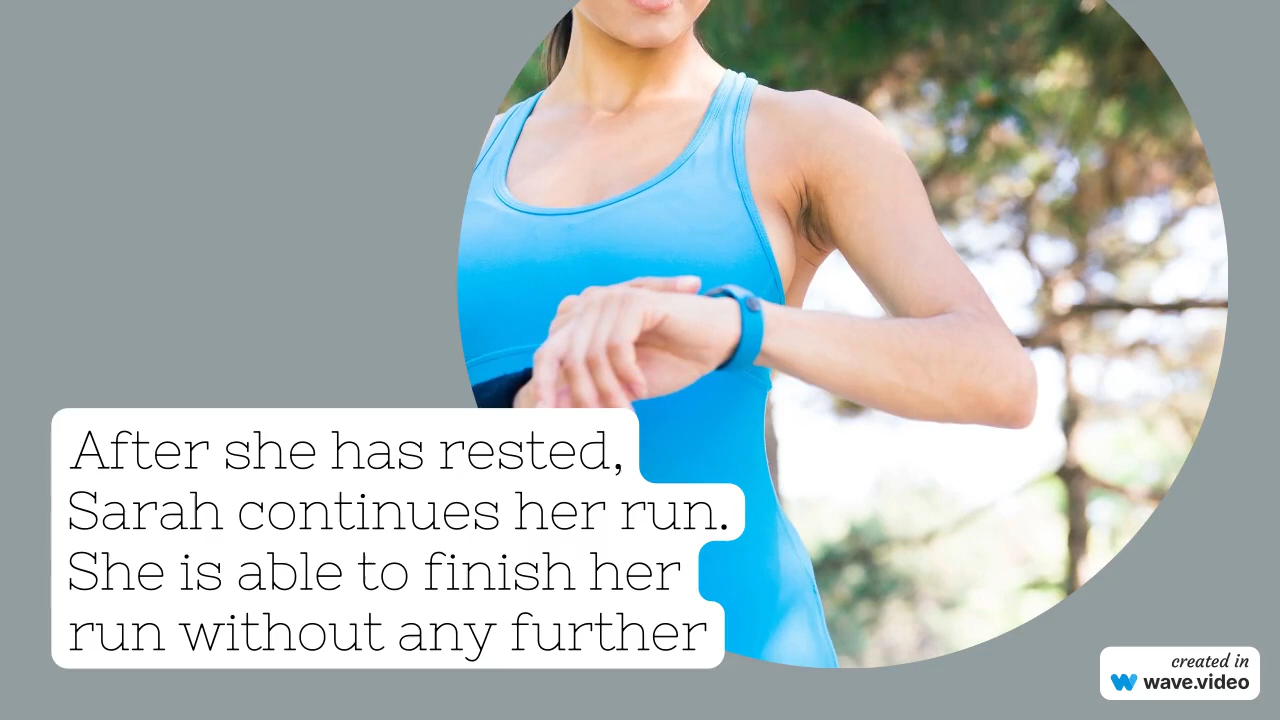 After she has rested,
Sarah continues her run.
She is able to finish her
run without any further
created in
wave.video